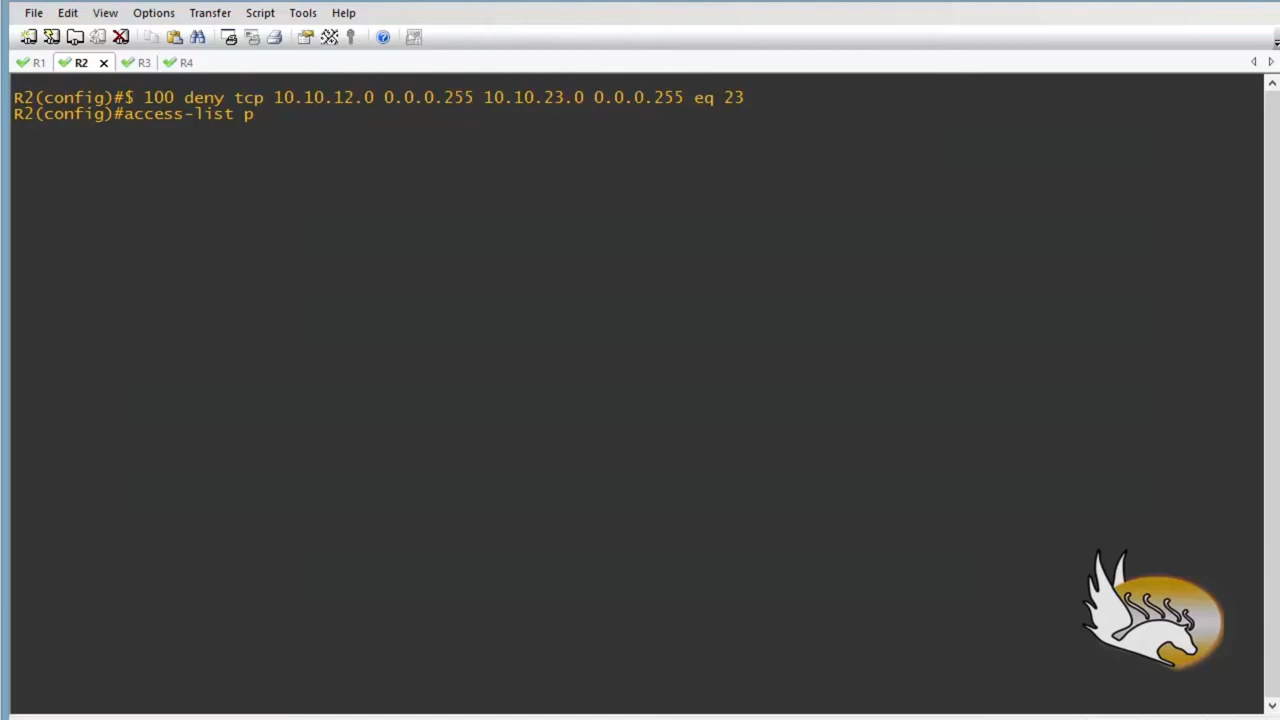 File Edit View Options Transfer Script Tools Help
R1 R2 R3 R4
R2(config)#$ 100 deny tcp 10.10.12.0 0.0.0.255 10.10.23.0 0.0.0.255 eq 23
R2(config)#access-list p